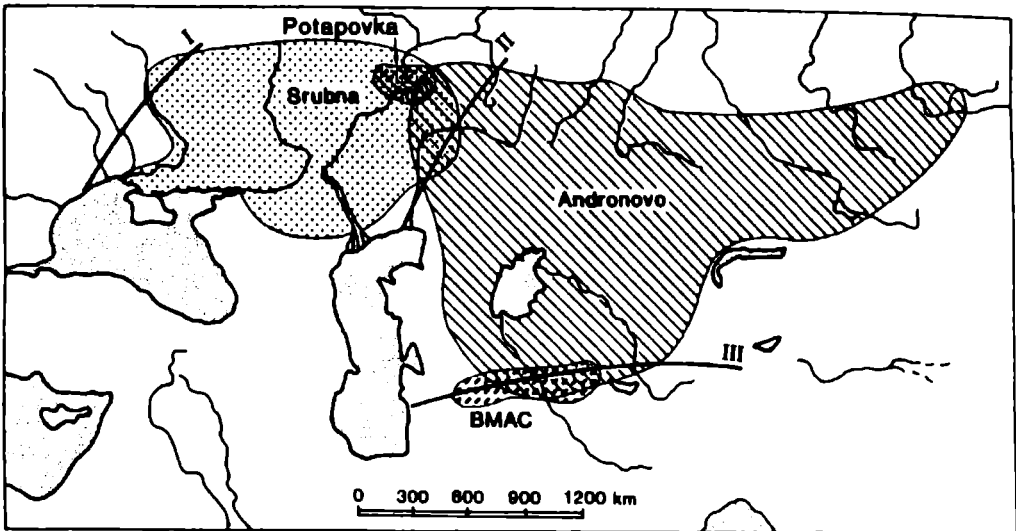 I
Potapovka
II
Srubna
Andronovo
III
BMAC
0 300 600 900 1200 km